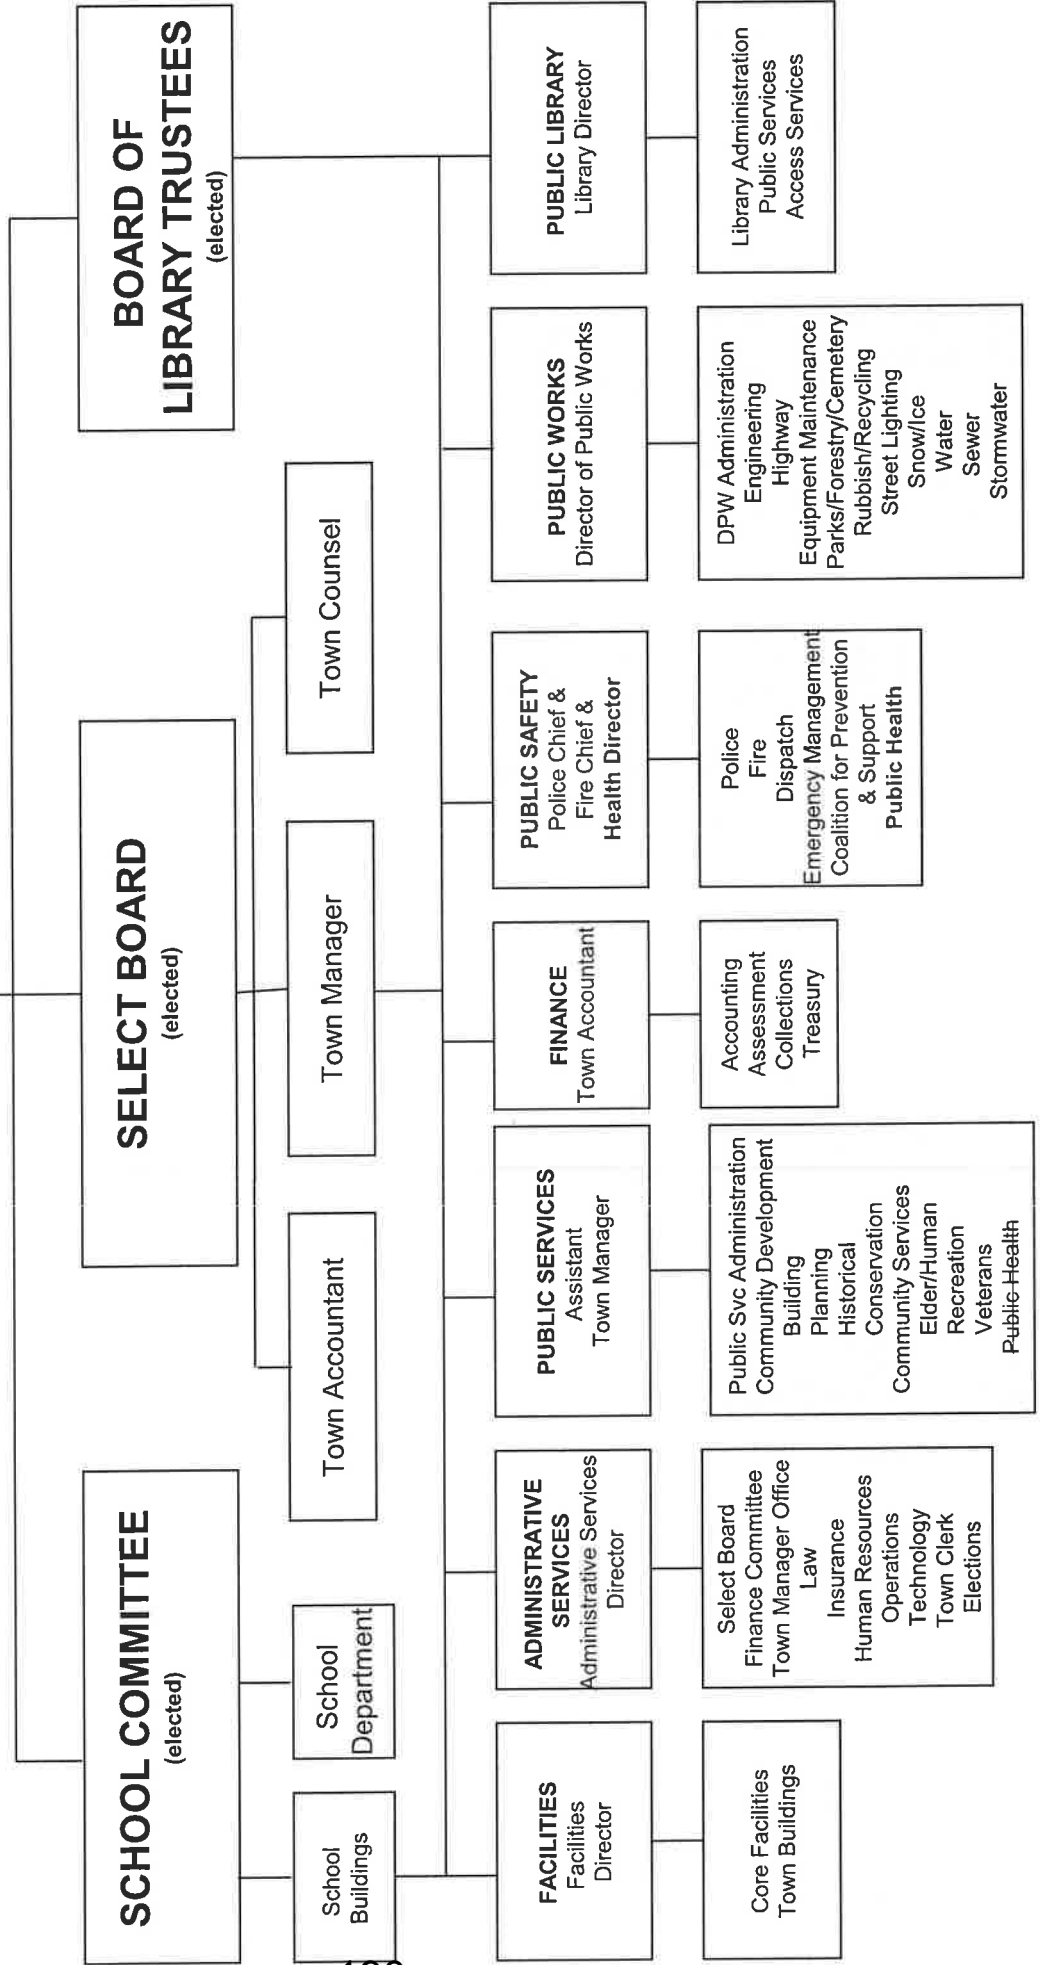 SCHOOL COMMITTEE
(elected)
SELECT BOARD
(elected)
BOARD OF
LIBRARY TRUSTEES
(elected)
School
Buildings
School
Department
Town Accountant
Town Manager
Town Counsel
FACILITIES
Facilities
Director
ADMINISTRATIVE
SERVICES
Administrative Services
Director
PUBLIC SERVICES
Assistant
Town Manager
FINANCE
Town Accountant
PUBLIC SAFETY
Police Chief &
Fire Chief &
Health Director
PUBLIC WORKS
Director of Public Works
PUBLIC LIBRARY
Library Director
Core Facilities
Town Buildings
Select Board
Finance Committee
Town Manager Office
Law
Insurance
Human Resources
Operations
Technology
Town Clerk
Elections
Public Svc Administration
Community Development
Building
Planning
Historical
Conservation
Community Services
Elder/Human
Recreation
Veterans
Public Health
Accounting
Assessment
Collections
Treasury
Police
Fire
Dispatch
Emergency Management
Coalition for Prevention
& Support
Public Health
DPW Administration
Engineering
Highway
Equipment Maintenance
Parks/Forestry/Cemetery
Rubbish/Recycling
Street Lighting
Snow/Ice
Water
Sewer
Stormwater
Library Administration
Public Services
Access Services